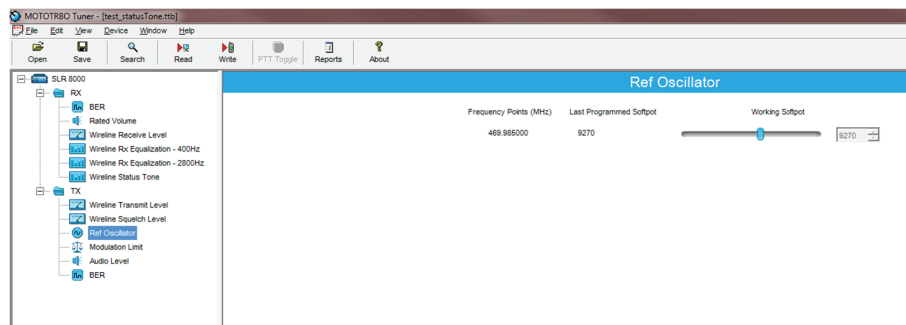 MOTOTRBO Tuner - [test_statusTone.ttb]
File Edit View Device Window Help
Open Save Search Read Write PTT Toggle Reports About
SLR 8000
RX
BER
Rated Volume
Wireline Receive Level
Wireline Rx Equalization - 400Hz
Wireline Rx Equalization - 2800Hz
Wireline Status Tone
TX
Wireline Transmit Level
Wireline Squelch Level
Ref Oscillator
Modulation Limit
Audio Level
BER
Ref Oscillator
Frequency Points (MHz) Last Programmed Softpot Working Softpot
469.985000 9270 9270